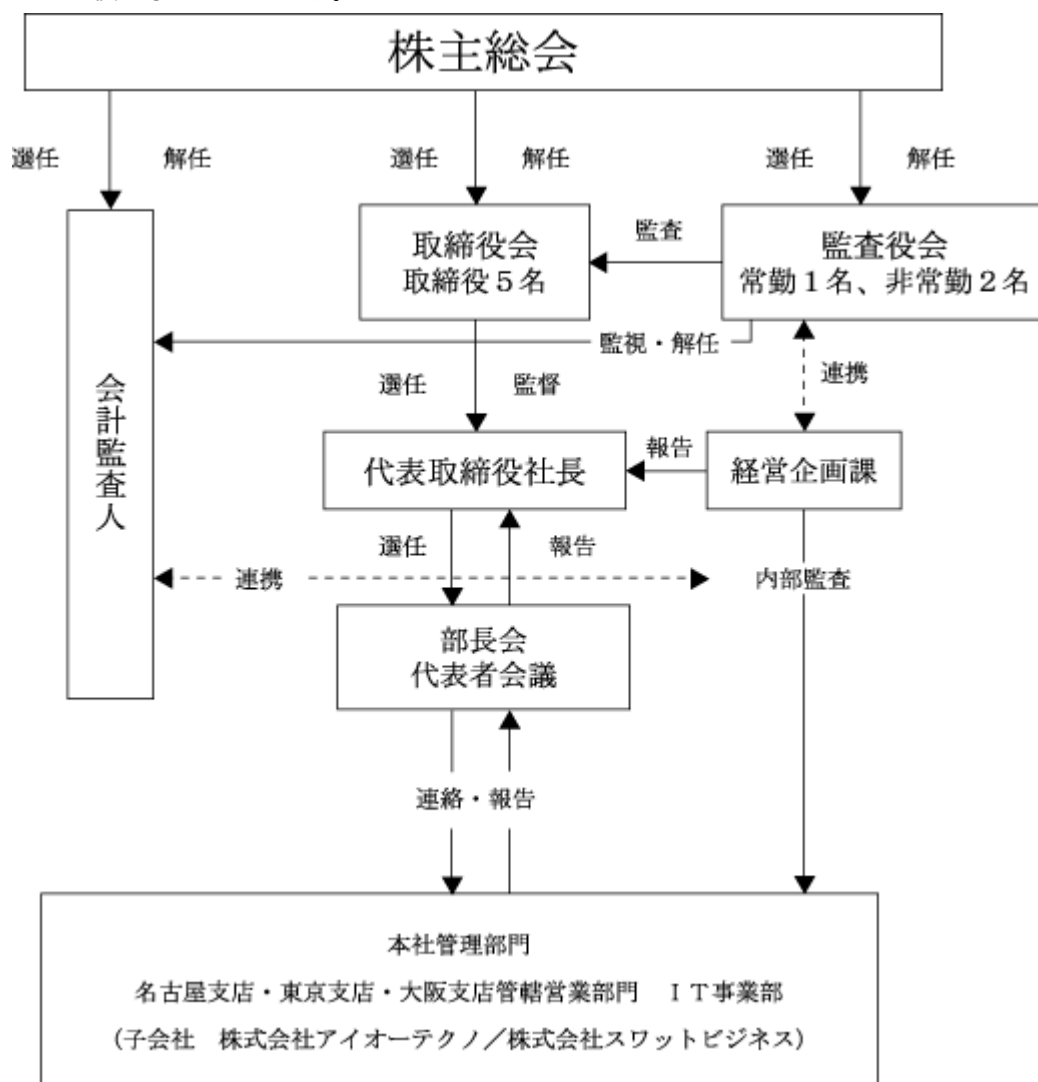 株主総会
選任 解任 選任 解任 選任 解任
取締役会
取締役５名
監査
監査役会
常勤１名、非常勤２名
監視・解任
会計監査人
選任 監督
連携
代表取締役社長
報告
経営企画課
選任 報告
連携
内部監査
部長会
代表者会議
連絡・報告
本社管理部門
名古屋支店・東京支店・大阪支店管轄営業部門　ＩＴ事業部
（子会社　株式会社アイオーテクノ／株式会社スワットビジネス）